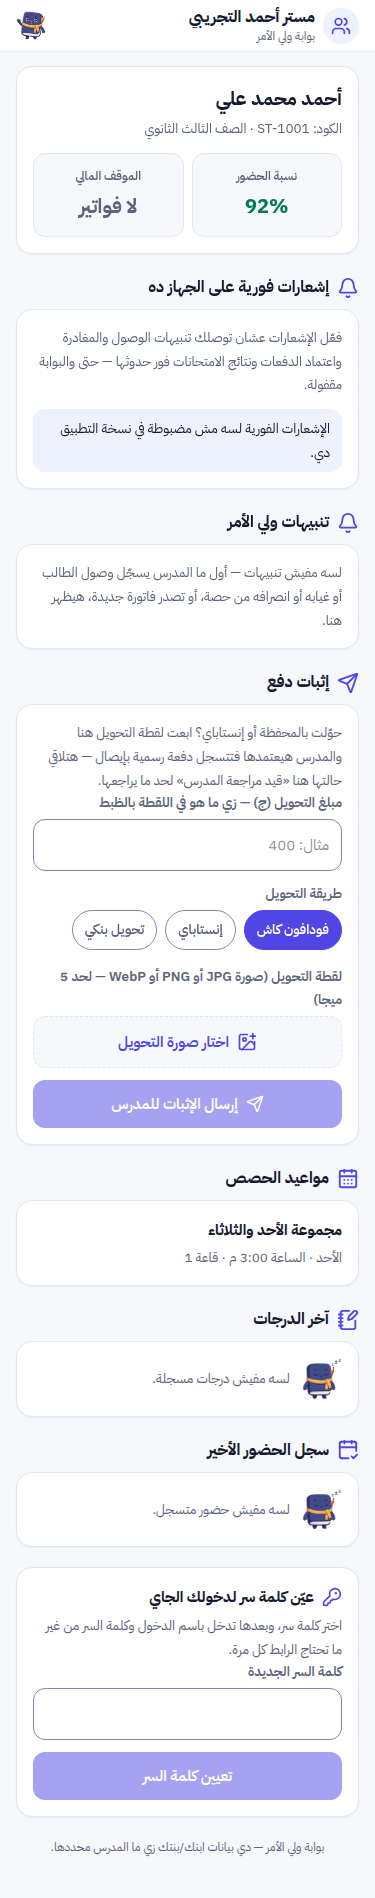 مستر أحمد التجريبي
بوابة ولي الأمر
أحمد محمد علي
الكود: ST-1001 · الصف الثالث الثانوي
نسبة الحضور
92%
الموقف المالي
لا فواتير
إشعارات فورية على الجهاز ده
فعّل الإشعارات عشان توصلك تنبيهات الوصول والمغادرة
واعتماد الدفعات ونتائج الامتحانات فور حدوثها — حتى والبوابة
مقفولة.
الإشعارات الفورية لسه مش مضبوطة في نسخة التطبيق
دي.
تنبيهات ولي الأمر
لسه مفيش تنبيهات — أول ما المدرس يسجّل وصول الطالب
أو غيابه أو انصرافه من حصة، أو تصدر فاتورة جديدة، هيظهر
هنا.
إثبات دفع
حوّلت بالمحفظة أو إنستاباي؟ ابعت لقطة التحويل هنا
والمدرس هيعتمدها فتتسجل دفعة رسمية بإيصال — هتلاقي
حالتها هنا «قيد مراجعة المدرس» لحد ما يراجعها.
مبلغ التحويل (ج) — زي ما هو في اللقطة بالظبط
مثال: 400
طريقة التحويل
فودافون كاش
إنستاباي
تحويل بنكي
لقطة التحويل (صورة JPG أو PNG أو WebP — لحد 5
ميجا)
اختار صورة التحويل
إرسال الإثبات للمدرس
مواعيد الحصص
مجموعة الأحد والثلاثاء
الأحد · الساعة 3:00 م · قاعة 1
آخر الدرجات
لسه مفيش درجات مسجلة.
سجل الحضور الأخير
لسه مفيش حضور متسجل.
عيّن كلمة سر لدخولك الجاي
اختر كلمة سر، وبعدها تدخل باسم الدخول وكلمة السر من غير
ما تحتاج الرابط كل مرة.
كلمة السر الجديدة
تعيين كلمة السر
بوابة ولي الأمر — دي بيانات ابنك/بنتك زي ما المدرس محددها.